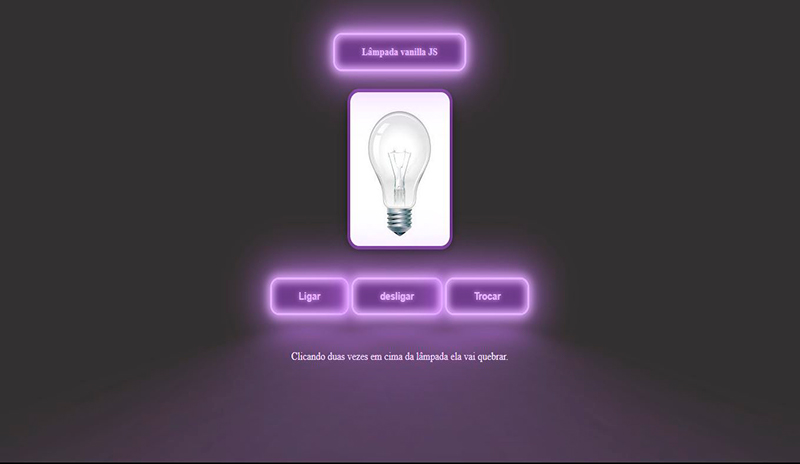 Lâmpada vanilla JS
Ligar
desligar
Trocar
Clicando duas vezes em cima da lâmpada ela vai quebrar.